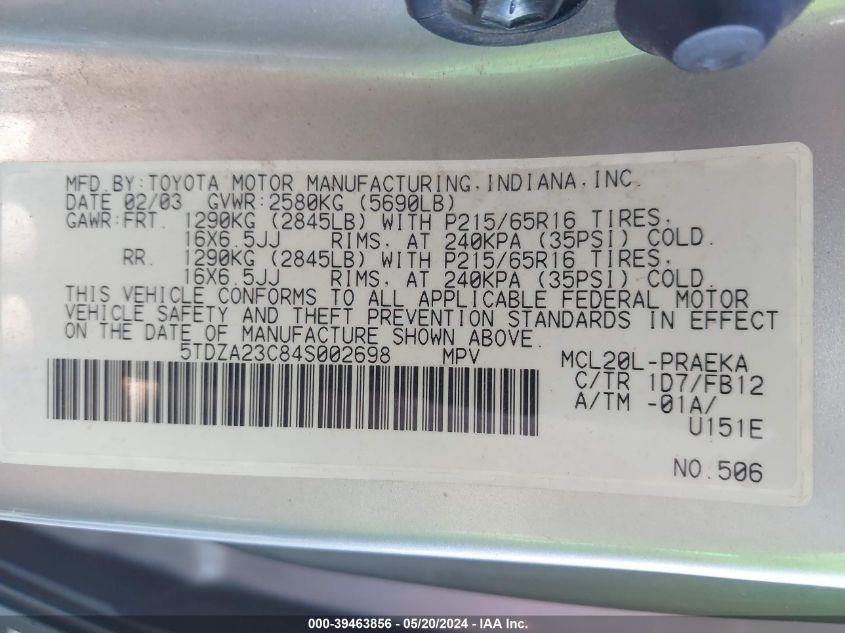 MFD.BY:TOYOTA MOTOR MANUFACTURING,INDIANA,INC.
DATE 02/03 GVWR:2580KG (5690LB)
GAWR:FRT. 1290KG (2845LB) WITH P215/65R16 TIRES,
16X6.5JJ RIMS, AT 240KPA (35PSI) COLD.
RR. 1290KG (2845LB) WITH P215/65R16 TIRES,
16X6.5JJ RIMS, AT 240KPA (35PSI) COLD.
THIS VEHICLE CONFORMS TO ALL APPLICABLE FEDERAL MOTOR
VEHICLE SAFETY AND THEFT PREVENTION STANDARDS IN EFFECT
ON THE DATE OF MANUFACTURE SHOWN ABOVE.
5TDZA23C84S002698 MPV MCL20L-PRAEKA
C/TR 1D7/FB12
A/TM -01A/
U151E
NO.506
000-39463856 - 05/20/2024 - IAA Inc.